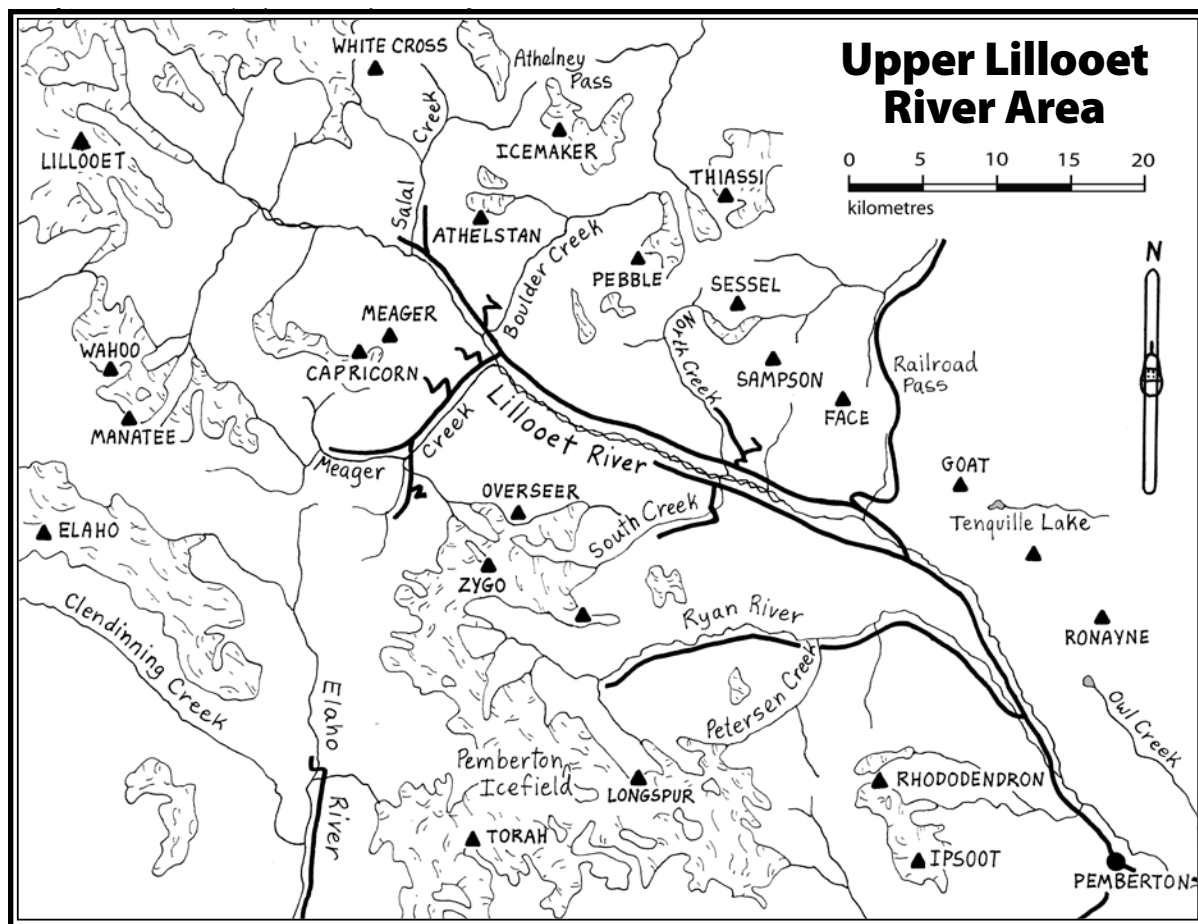 Upper Lillooet
River Area
0 5 10 15 20
kilometres
N
WHITE CROSS
Athelney
Pass
LILLOOET
Creek
Salal
ICEMAKER
THIASSI
ATHELSTAN
Boulder Creek
PEBBLE
SESSEL
MEAGER
CAPRICORN
WAHOO
MANATEE
North Creek
SAMPSON
FACE
Railroad
Pass
Lillooet River
Meager
Creek
GOAT
Tenquille Lake
OVERSEER
South Creek
ELAHO
ZYGO
Clendinning Creek
Ryan River
RONAYNE
Petersen Creek
Owl Creek
Elaho
River
Pemberton
Icefield
LONGSPUR
RHODODENDRON
TORAH
IPSOOT
PEMBERTON